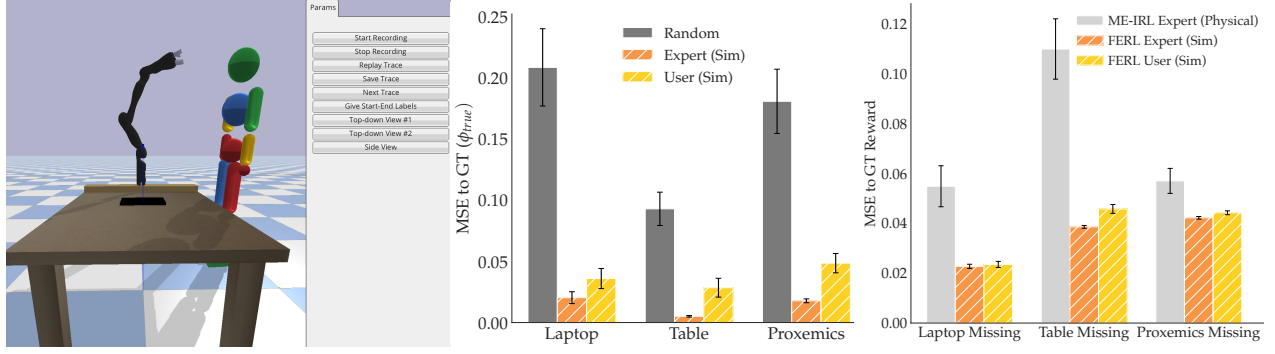 Params
Start Recording
Stop Recording
Replay Trace
Save Trace
Next Trace
Give Start-End Labels
Top-down View #1
Top-down View #2
Side View
MSE to GT (ϕtrue)
0.25
0.20
0.15
0.10
0.05
0.00
Random
Expert (Sim)
User (Sim)
Laptop
Table
Proxemics
MSE to GT Reward
0.12
0.10
0.08
0.06
0.04
0.02
0.00
ME-IRL Expert (Physical)
FERL Expert (Sim)
FERL User (Sim)
Laptop Missing
Table Missing
Proxemics Missing